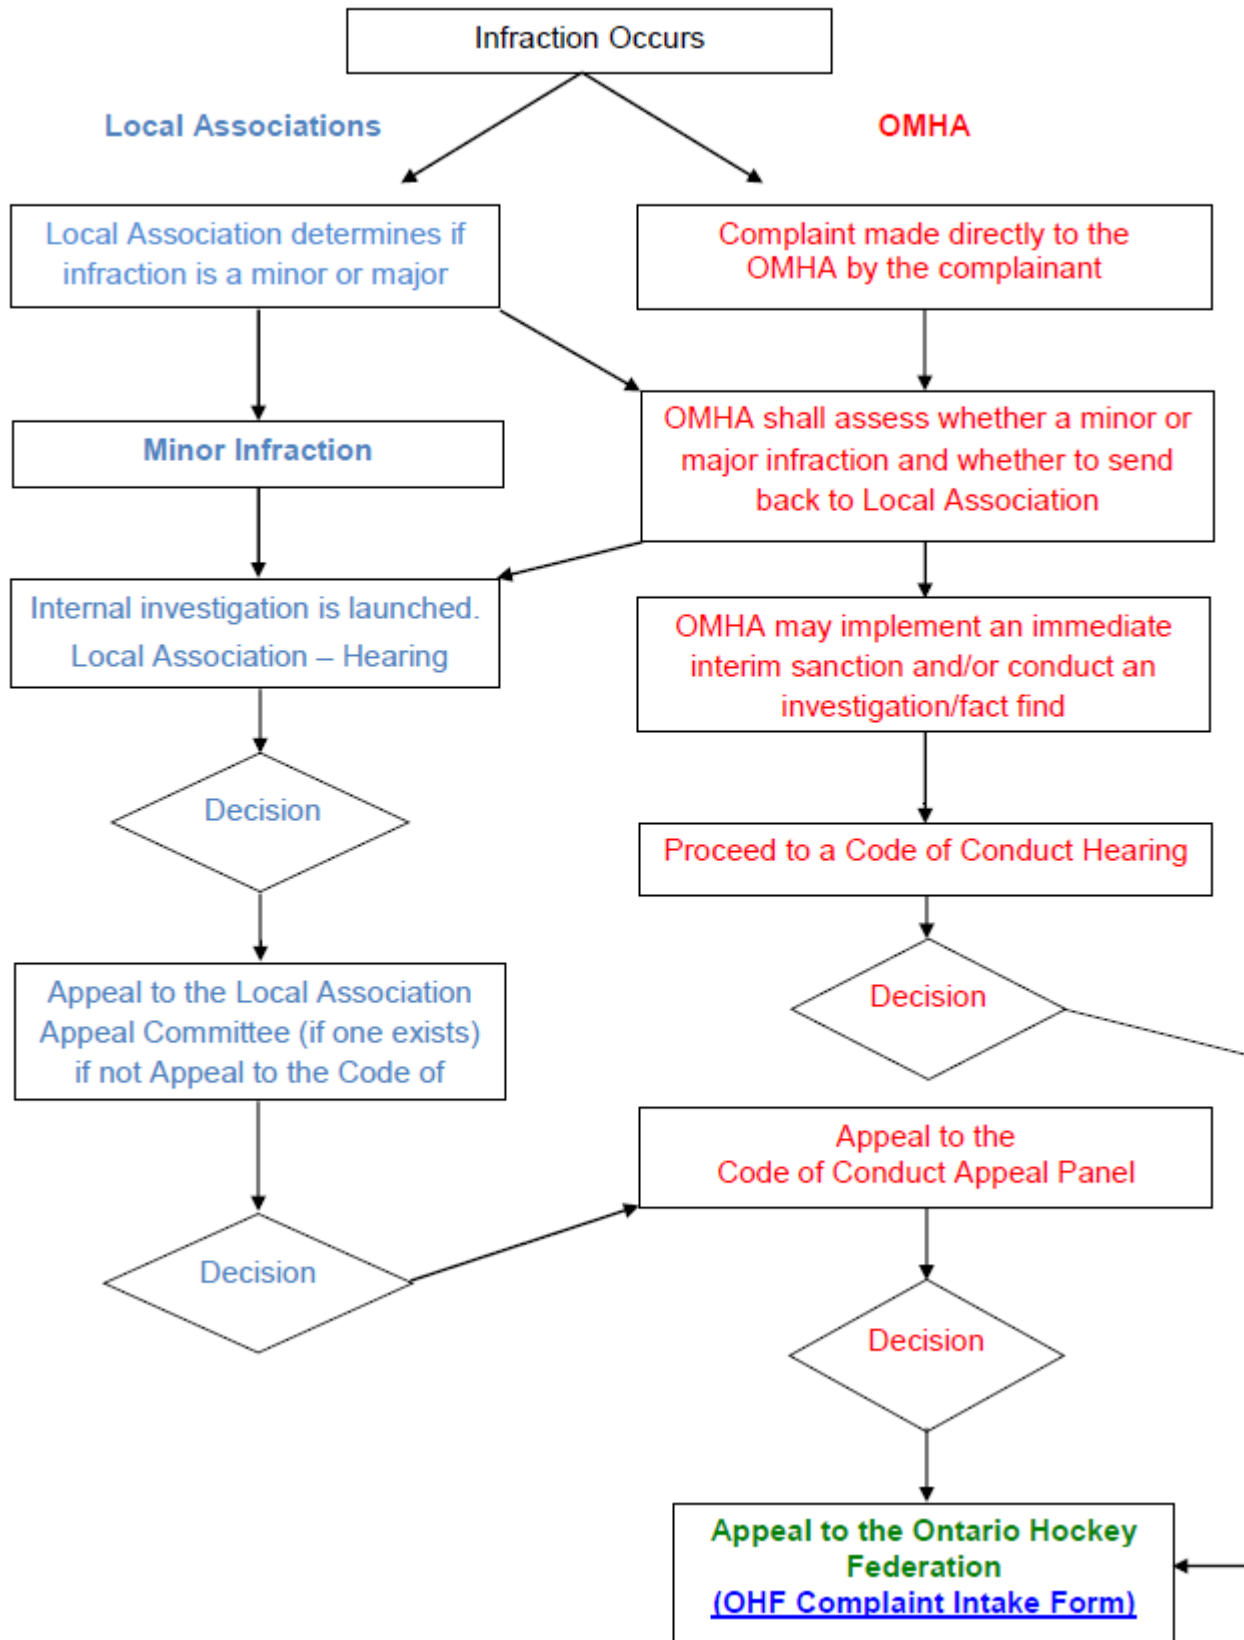 Infraction Occurs
Local Associations
OMHA
Local Association determines if
infraction is a minor or major
Complaint made directly to the
OMHA by the complainant
Minor Infraction
OMHA shall assess whether a minor or
major infraction and whether to send
back to Local Association
Internal investigation is launched.
Local Association – Hearing
OMHA may implement an immediate
interim sanction and/or conduct an
investigation/fact find
Decision
Proceed to a Code of Conduct Hearing
Decision
Appeal to the Local Association
Appeal Committee (if one exists)
if not Appeal to the Code of
Appeal to the
Code of Conduct Appeal Panel
Decision
Decision
Appeal to the Ontario Hockey
Federation
(OHF Complaint Intake Form)